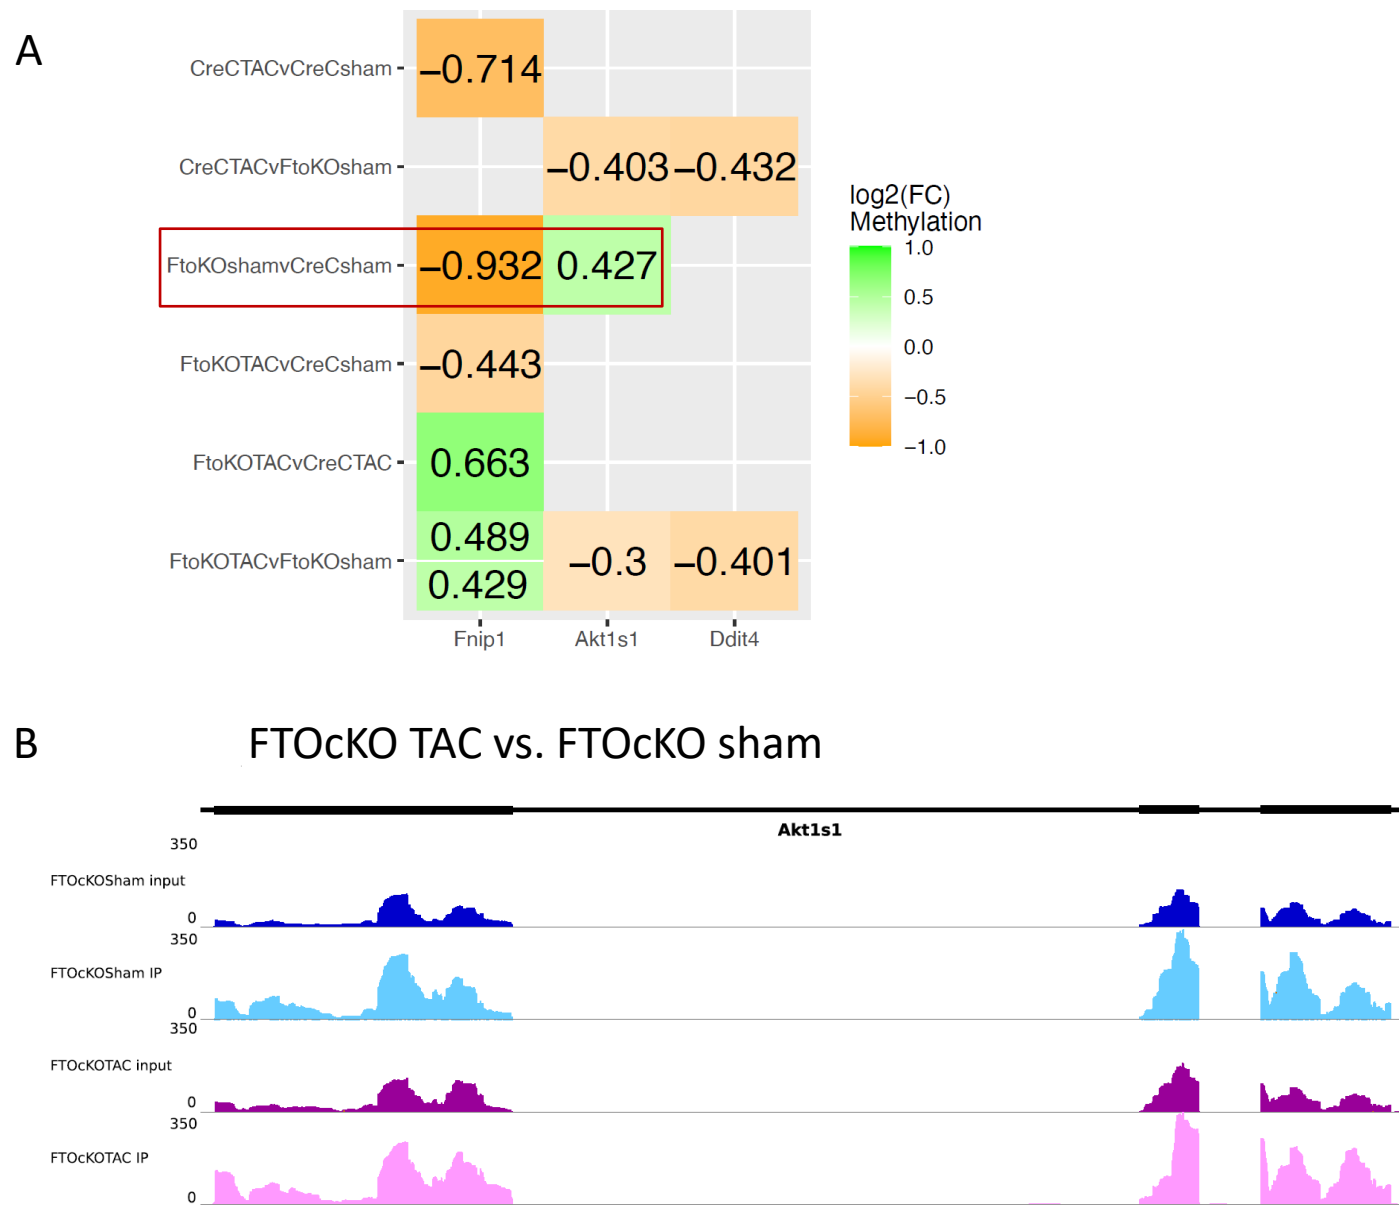 A
CreCTACvCreCsham
−0.714
CreCTACvFtoKOsham
−0.403
−0.432
FtoKOshamvCreCsham
−0.932
0.427
FtoKOTACvCreCsham
−0.443
FtoKOTACvCreCTAC
0.663
FtoKOTACvFtoKOsham
0.489
0.429
−0.3
−0.401
Fnip1
Akt1s1
Ddit4
log2(FC)
Methylation
1.0
0.5
0.0
−0.5
−1.0
B
FTOcKO TAC vs. FTOcKO sham
Akt1s1
350
FTOcKOSham input
0
350
FTOcKOSham IP
0
350
FTOcKOTAC input
0
350
FTOcKOTAC IP
0